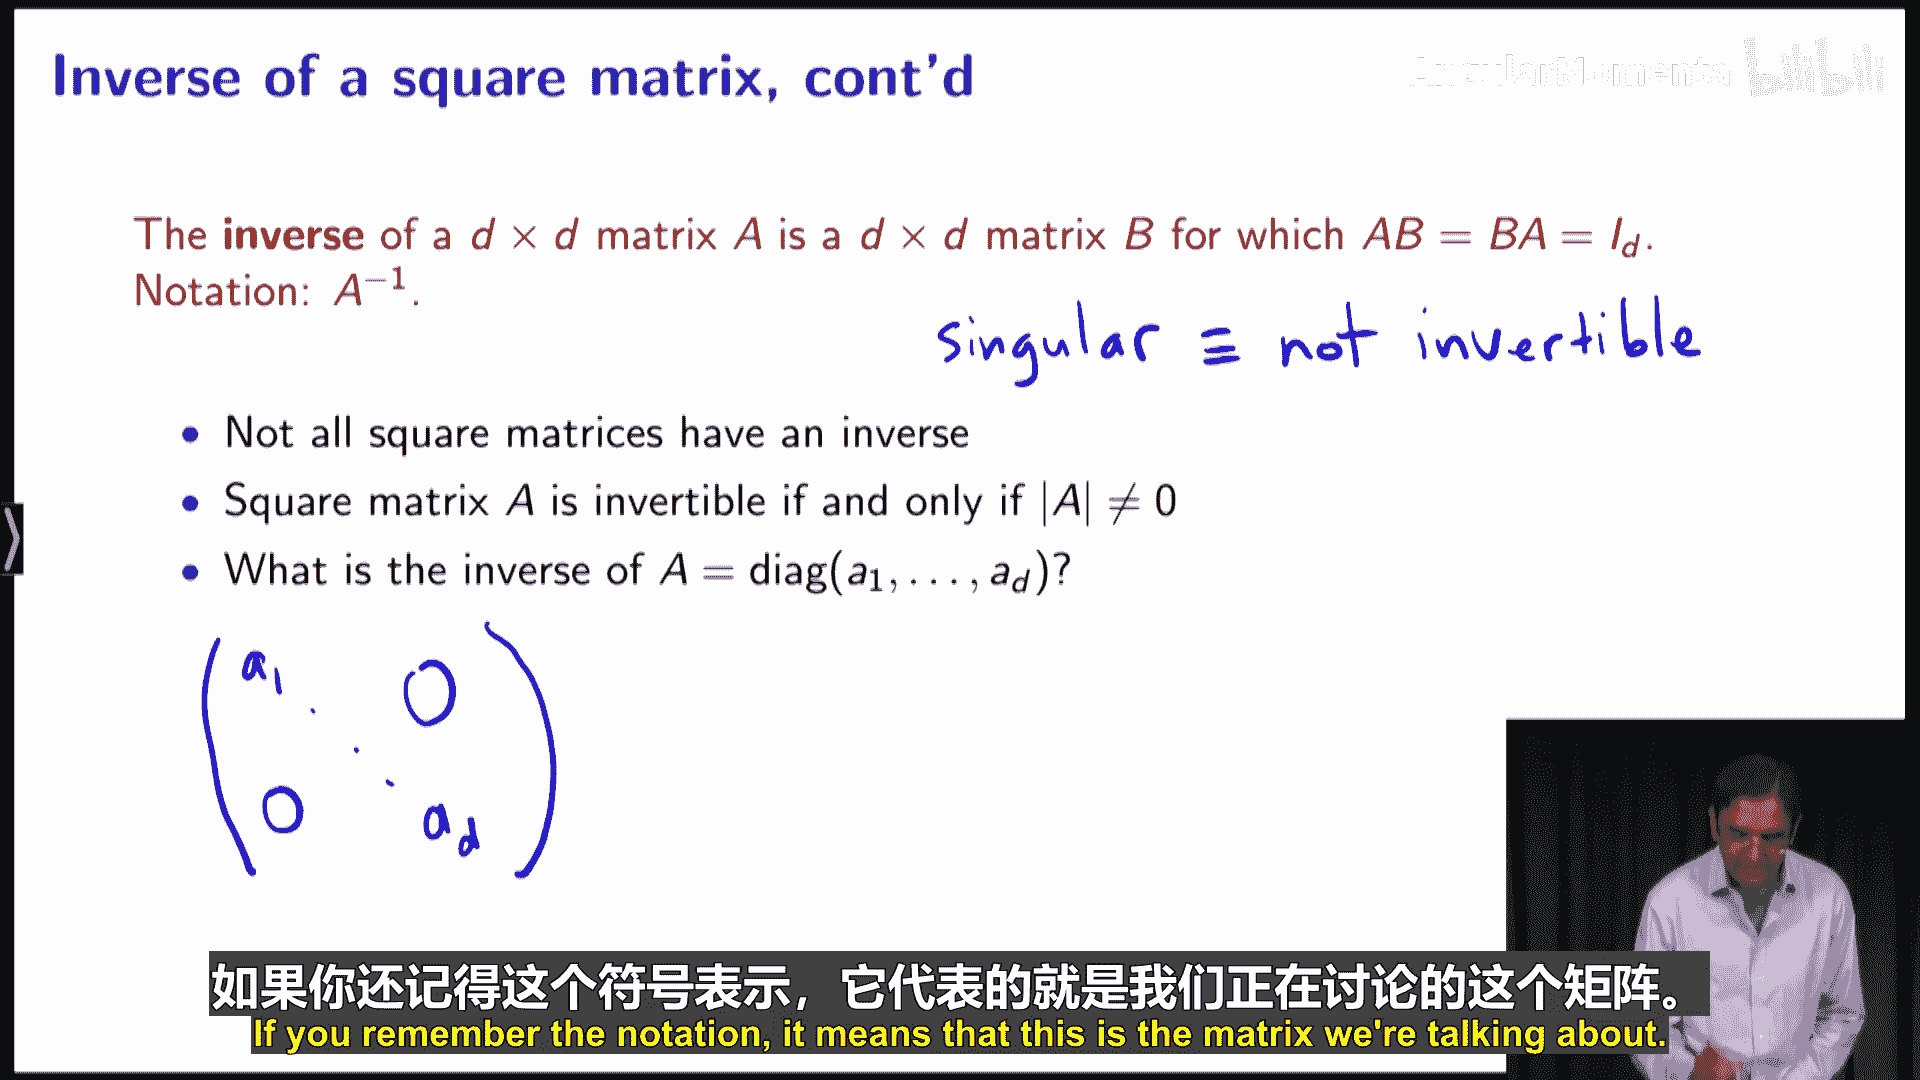 Inverse of a square matrix, cont'd
bilibili
The inverse of a d × d matrix A is a d × d matrix B for which AB = BA = I_d.
Notation: A⁻¹.
singular ≡ not invertible
• Not all square matrices have an inverse
• Square matrix A is invertible if and only if |A| ≠ 0
• What is the inverse of A = diag(a₁, . . . , a_d)?
a₁ 0
0 a_d
如果你还记得这个符号表示，它代表的就是我们正在讨论的这个矩阵。
If you remember the notation, it means that this is the matrix we're talking about.